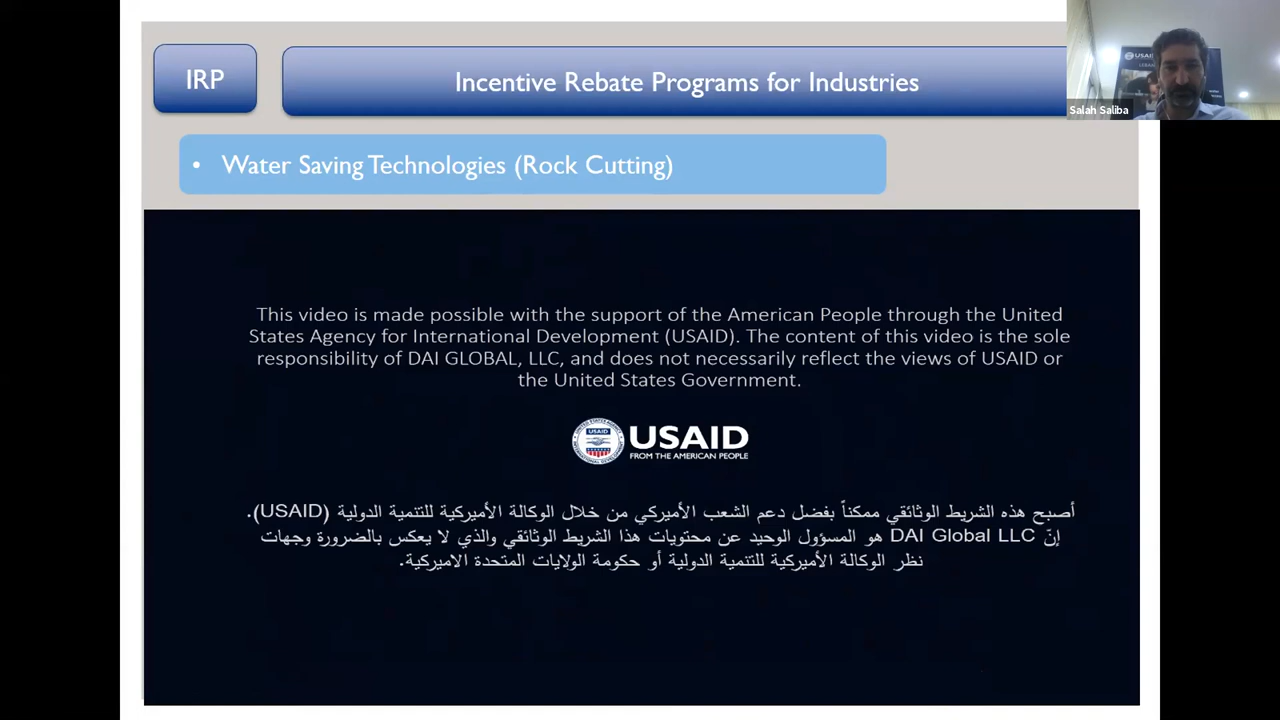 IRP
Incentive Rebate Programs for Industries
USAID
Salah Saliba
• Water Saving Technologies (Rock Cutting)
This video is made possible with the support of the American People through the United
States Agency for International Development (USAID). The content of this video is the sole
responsibility of DAI GLOBAL, LLC, and does not necessarily reflect the views of USAID or
the United States Government.
USAID
FROM THE AMERICAN PEOPLE
أصبح هذه الشريط الوثائقي ممكناً بفضل دعم الشعب الأميركي من خلال الوكالة الأميركية للتنمية الدولية (USAID).
إنّ DAI Global LLC هو المسؤول الوحيد عن محتويات هذا الشريط الوثائقي والذي لا يعكس بالضرورة وجهات
نظر الوكالة الأميركية للتنمية الدولية أو حكومة الولايات المتحدة الاميركية.